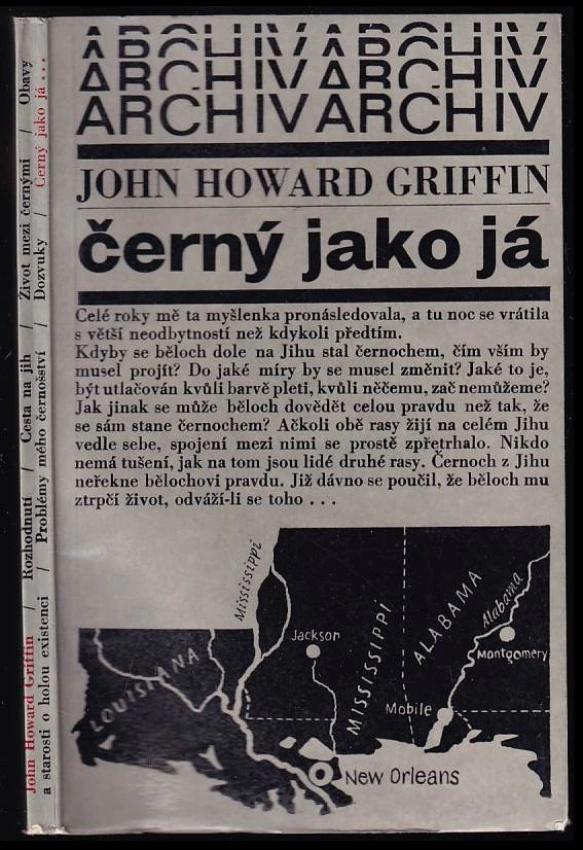 ARCHIV ARCHIV
ARCHIV ARCHIV
ARCHIV ARCHIV
JOHN HOWARD GRIFFIN
černý jako já
Celé roky mě ta myšlenka pronásledovala, a tu noc se vrátila
s větší neodbytností než kdykoli předtím.
Kdyby se běloch dole na Jihu stal černochem, čím vším by
musel projít? Do jaké míry by se musel změnit? Jaké to je,
být utlačován kvůli barvě pleti, kvůli něčemu, zač nemůžeme?
Jak jinak se může běloch dovědět celou pravdu než tak, že
se sám stane černochem? Ačkoli obě rasy žijí na celém Jihu
vedle sebe, spojení mezi nimi se prostě zpřetrhalo. Nikdo
nemá tušení, jak na tom jsou lidé druhé rasy. Černoch z Jihu
neřekne bělochovi pravdu. Již dávno se poučil, že běloch mu
ztrpčí život, odváží-li se toho . . .
Mississippi
LOUISIANA
Jackson
MISSISSIPPI
ALABAMA
Alabama
Montgomery
Mobile
New Orleans
John Howard Griffin / Rozhodnutí / Cesta na jih / Život mezi černými / Obavy
a starosti o holou existenci / Problémy mého černošství / Dozvuky / Černý jako já . . .